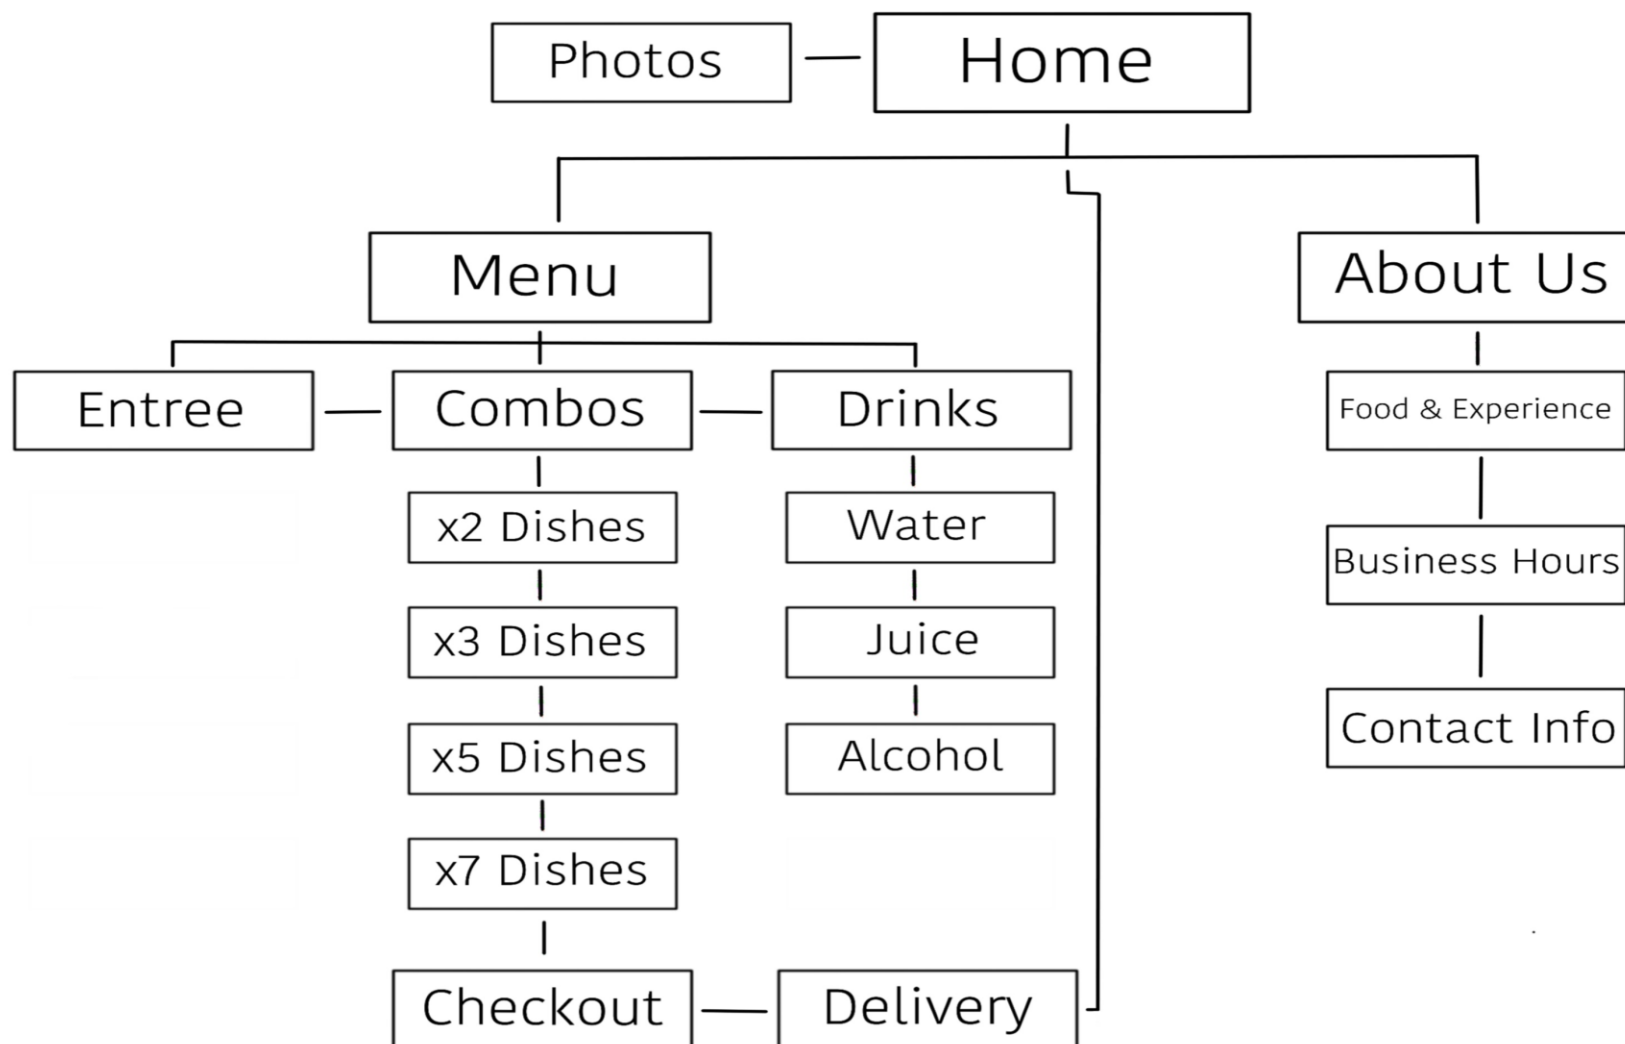 Photos
Home
Menu
About Us
Entree
Combos
Drinks
Food & Experience
x2 Dishes
Water
Business Hours
x3 Dishes
Juice
Contact Info
x5 Dishes
Alcohol
x7 Dishes
Checkout
Delivery